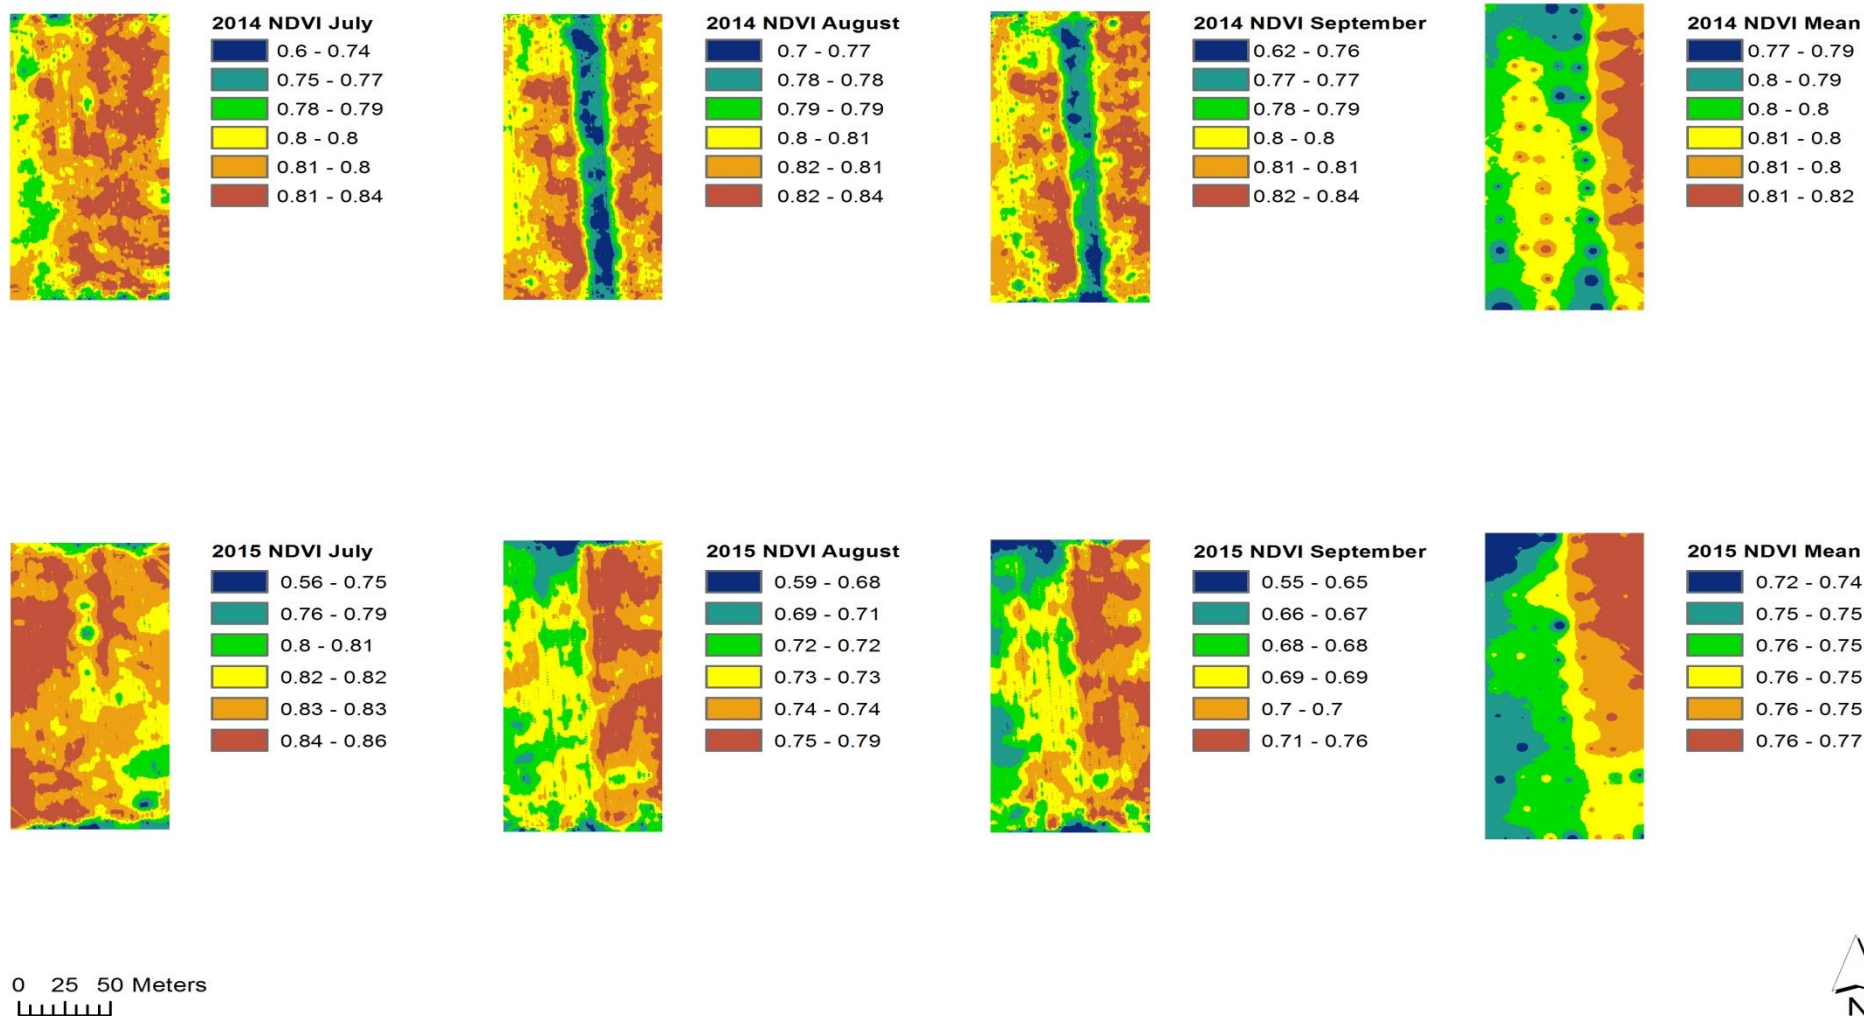 2014 NDVI July
0.6 - 0.74
0.75 - 0.77
0.78 - 0.79
0.8 - 0.8
0.81 - 0.8
0.81 - 0.84
2014 NDVI August
0.7 - 0.77
0.78 - 0.78
0.79 - 0.79
0.8 - 0.81
0.82 - 0.81
0.82 - 0.84
2014 NDVI September
0.62 - 0.76
0.77 - 0.77
0.78 - 0.79
0.8 - 0.8
0.81 - 0.81
0.82 - 0.84
2014 NDVI Mean
0.77 - 0.79
0.8 - 0.79
0.8 - 0.8
0.81 - 0.8
0.81 - 0.8
0.81 - 0.82
2015 NDVI July
0.56 - 0.75
0.76 - 0.79
0.8 - 0.81
0.82 - 0.82
0.83 - 0.83
0.84 - 0.86
2015 NDVI August
0.59 - 0.68
0.69 - 0.71
0.72 - 0.72
0.73 - 0.73
0.74 - 0.74
0.75 - 0.79
2015 NDVI September
0.55 - 0.65
0.66 - 0.67
0.68 - 0.68
0.69 - 0.69
0.7 - 0.7
0.71 - 0.76
2015 NDVI Mean
0.72 - 0.74
0.75 - 0.75
0.76 - 0.75
0.76 - 0.75
0.76 - 0.75
0.76 - 0.77
0 25 50 Meters
N